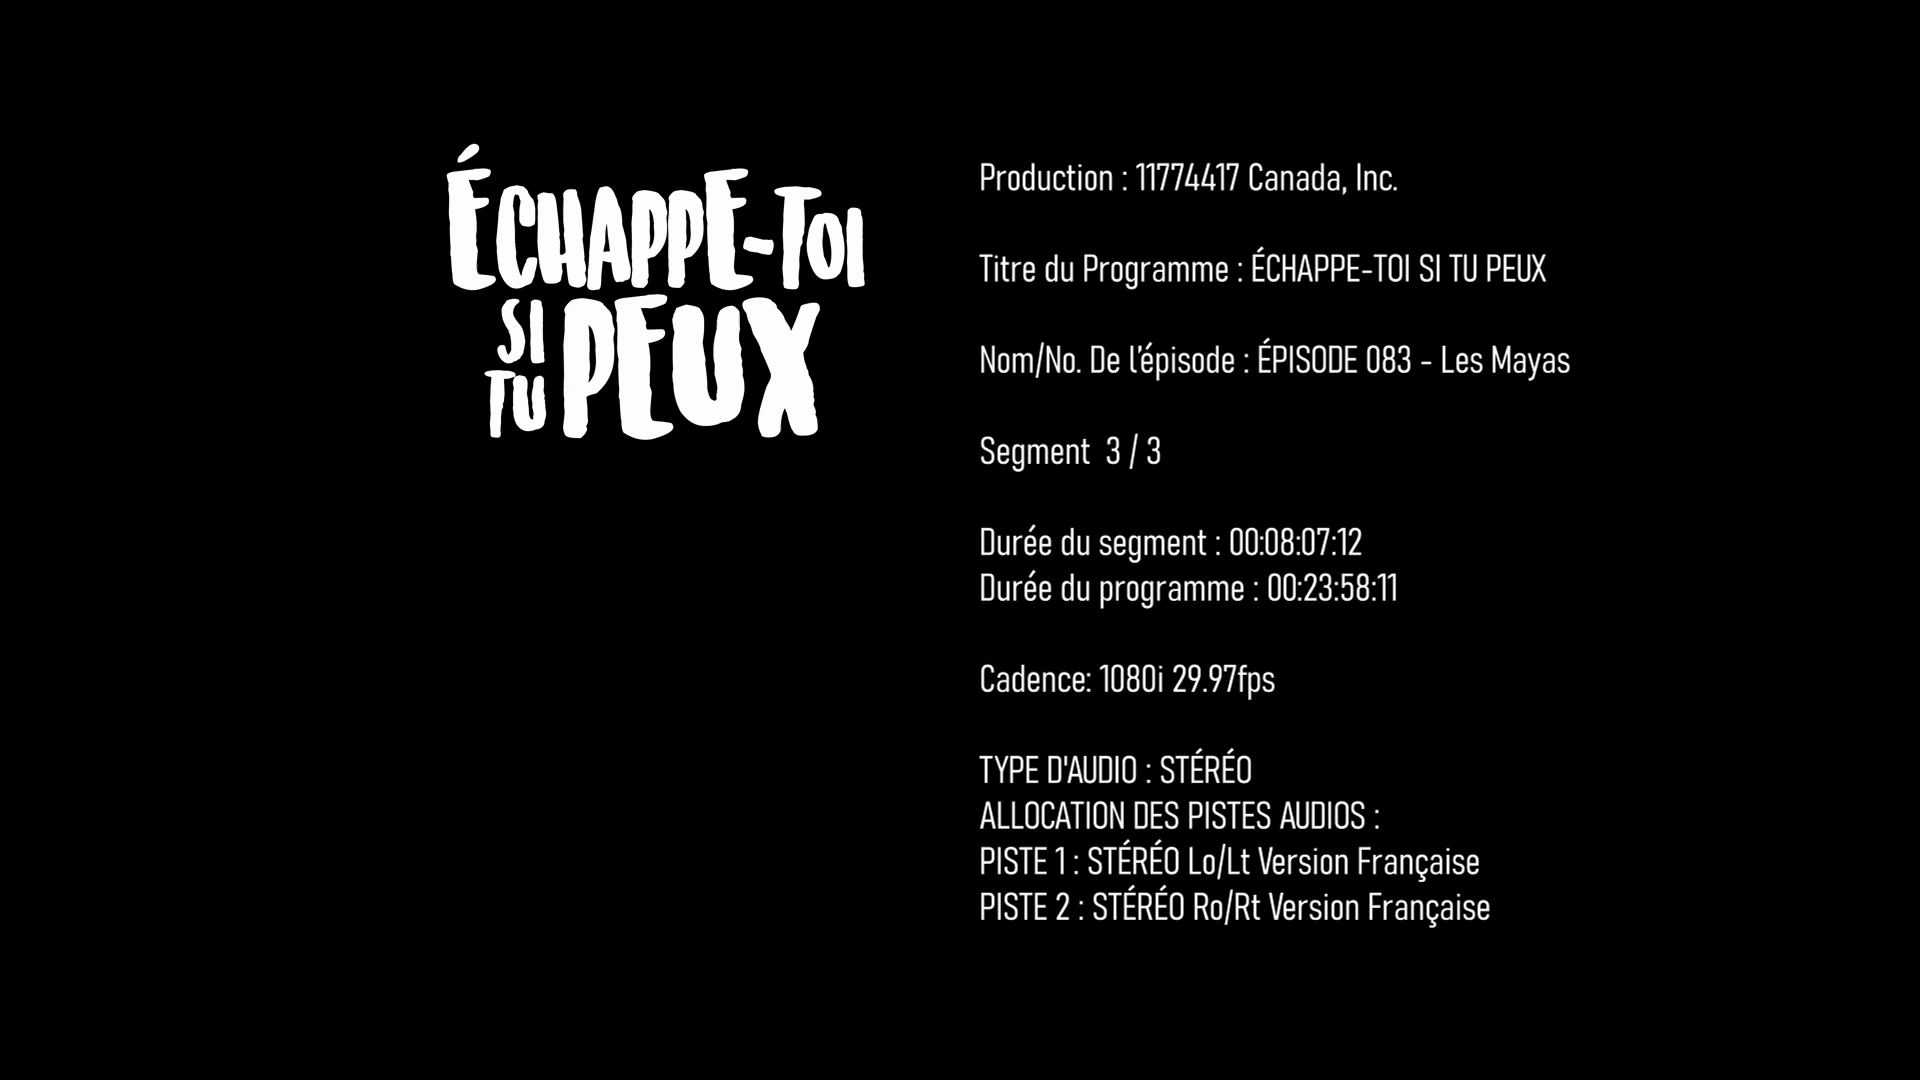 ÉCHAPPE-TOI
SI
TU PEUX
Production : 11774417 Canada, Inc.
Titre du Programme : ÉCHAPPE-TOI SI TU PEUX
Nom/No. De l’épisode : ÉPISODE 083 - Les Mayas
Segment  3 / 3
Durée du segment : 00:08:07:12
Durée du programme : 00:23:58:11
Cadence: 1080i 29.97fps
TYPE D'AUDIO : STÉRÉO
ALLOCATION DES PISTES AUDIOS :
PISTE 1 : STÉRÉO Lo/Lt Version Française
PISTE 2 : STÉRÉO Ro/Rt Version Française